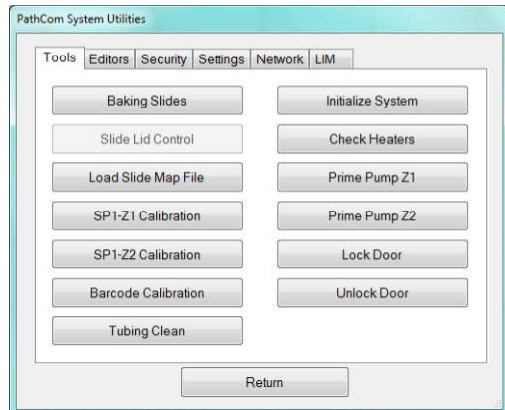 PathCom System Utilities
Tools Editors Security Settings Network LIM
Baking Slides
Slide Lid Control
Load Slide Map File
SP1-Z1 Calibration
SP1-Z2 Calibration
Barcode Calibration
Tubing Clean
Initialize System
Check Heaters
Prime Pump Z1
Prime Pump Z2
Lock Door
Unlock Door
Return